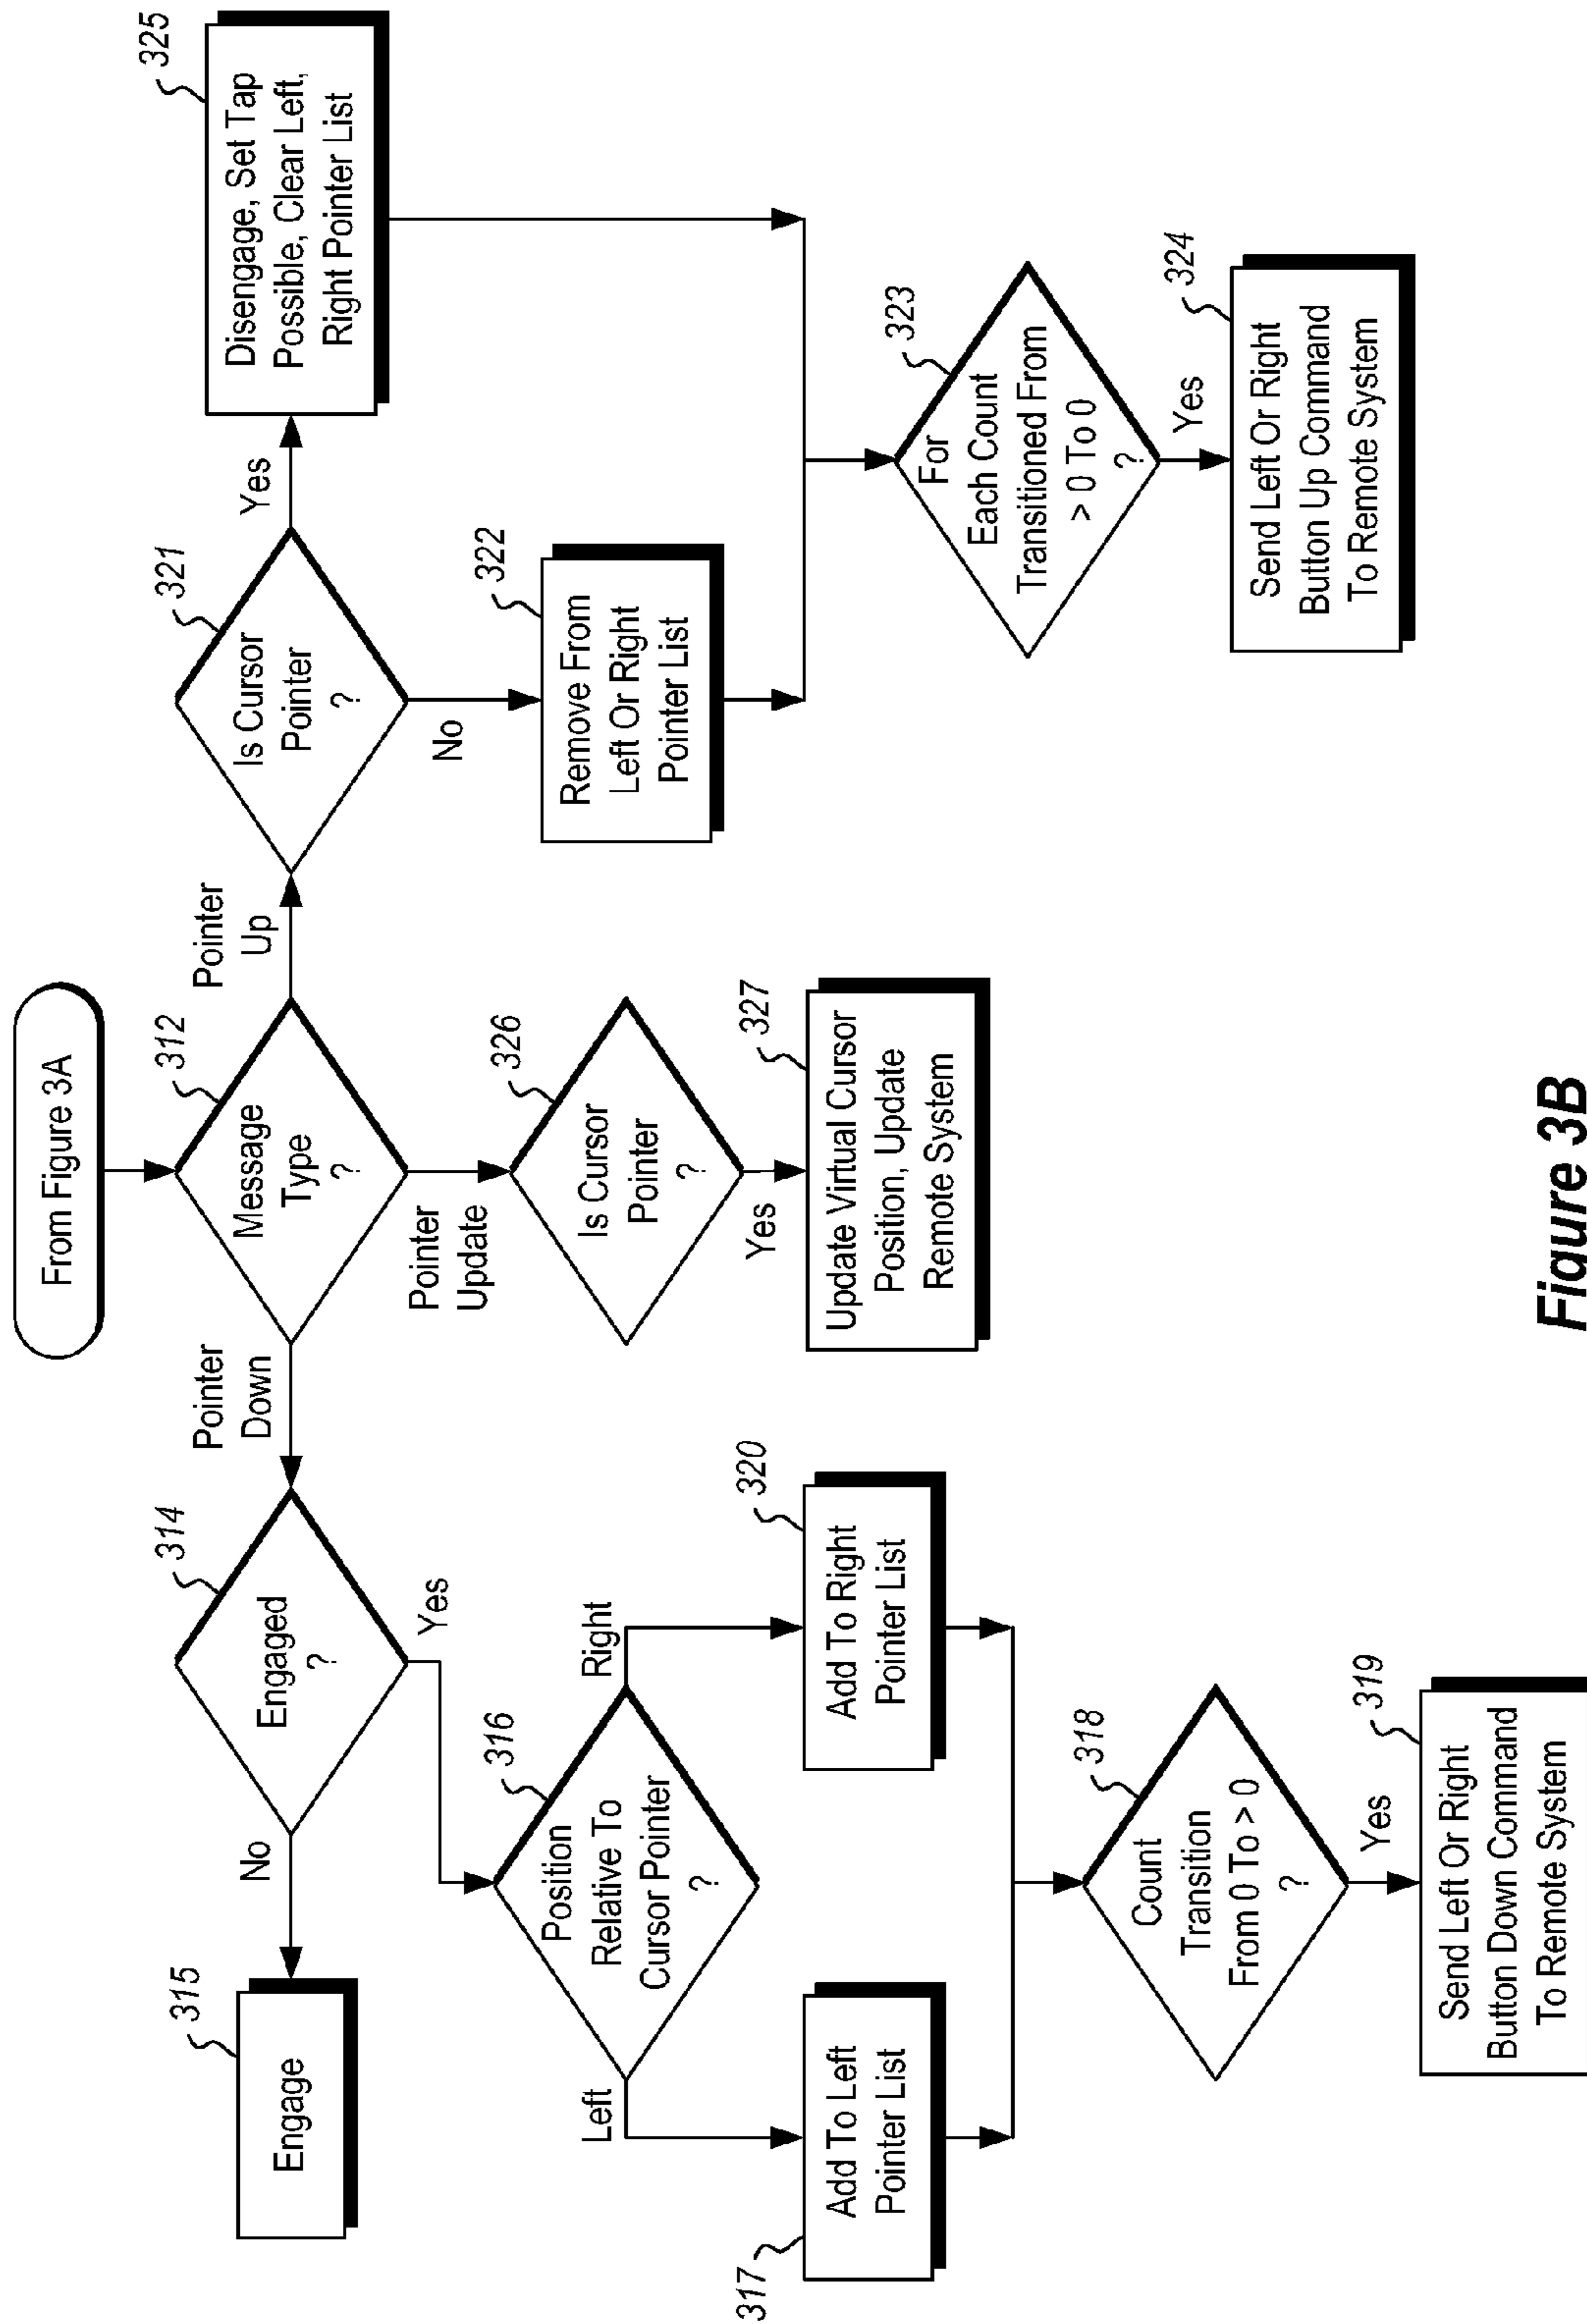 From Figure 3A
312
Message
Type
?
Pointer
Down
Pointer
Update
Pointer
Up
314
Engaged
?
No
Yes
315
Engage
316
Position
Relative To
Cursor Pointer
?
Left
Right
317
Add To Left
Pointer List
320
Add To Right
Pointer List
318
Count
Transition
From 0 To > 0
?
Yes
319
Send Left Or Right
Button Down Command
To Remote System
326
Is Cursor
Pointer
?
Yes
327
Update Virtual Cursor
Position, Update
Remote System
321
Is Cursor
Pointer
?
Yes
No
325
Disengage, Set Tap
Possible, Clear Left,
Right Pointer List
322
Remove From
Left Or Right
Pointer List
323
For
Each Count
Transitioned From
> 0 To 0
?
Yes
324
Send Left Or Right
Button Up Command
To Remote System
Figure 3B